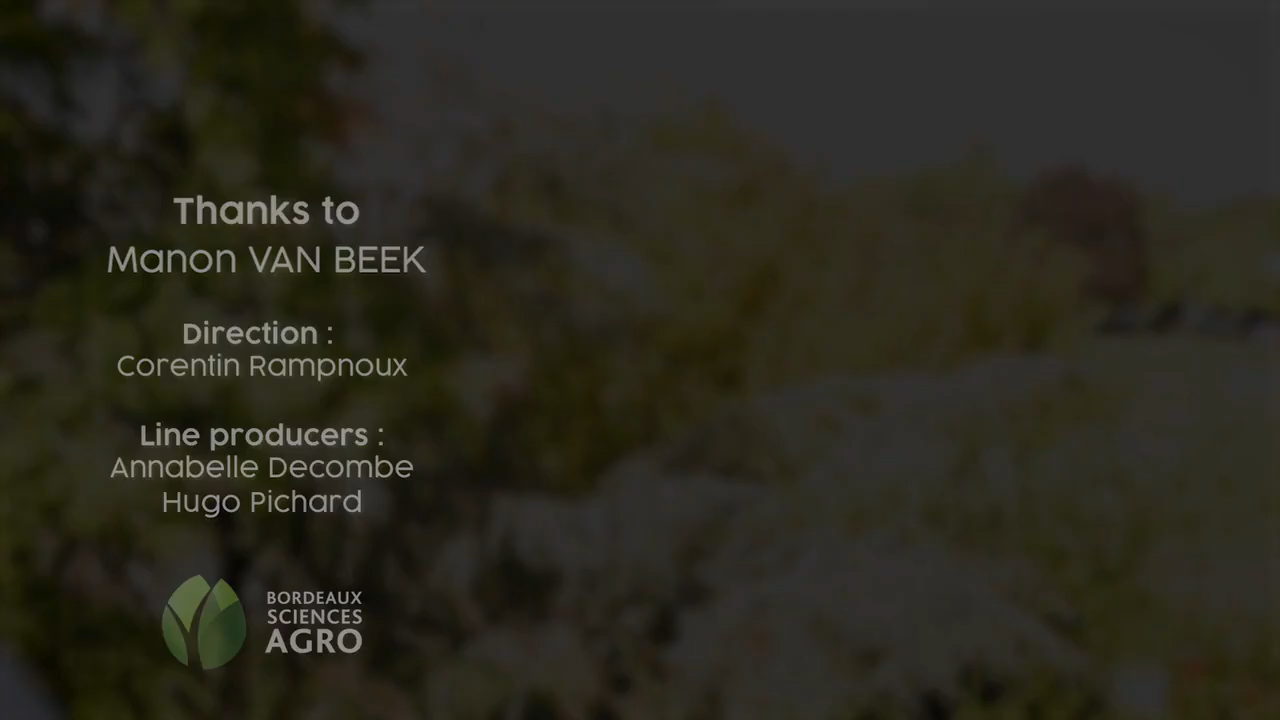 Thanks to
Manon VAN BEEK
Direction :
Corentin Rampnoux
Line producers :
Annabelle Decombe
Hugo Pichard
BORDEAUX
SCIENCES
AGRO